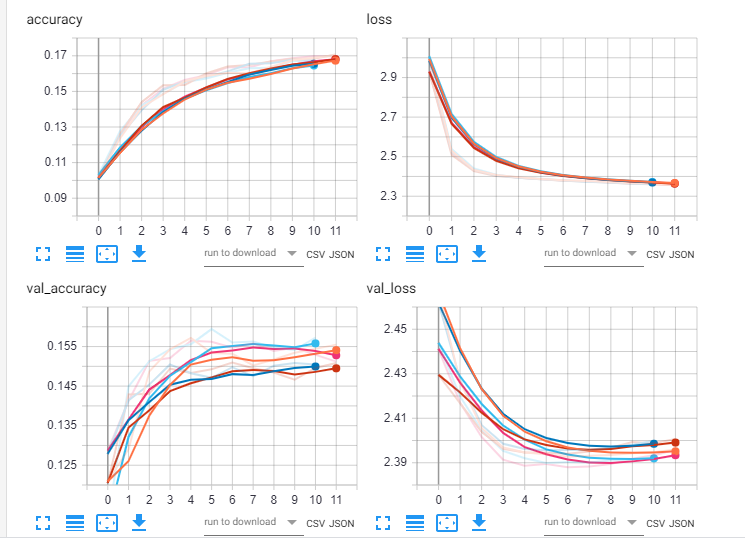 accuracy
0.17
0.15
0.13
0.11
0.09
0 1 2 3 4 5 6 7 8 9 10 11
run to download CSV JSON
loss
2.9
2.7
2.5
2.3
0 1 2 3 4 5 6 7 8 9 10 11
run to download CSV JSON
val_accuracy
0.155
0.145
0.135
0.125
0 1 2 3 4 5 6 7 8 9 10 11
run to download CSV JSON
val_loss
2.45
2.43
2.41
2.39
0 1 2 3 4 5 6 7 8 9 10 11
run to download CSV JSON